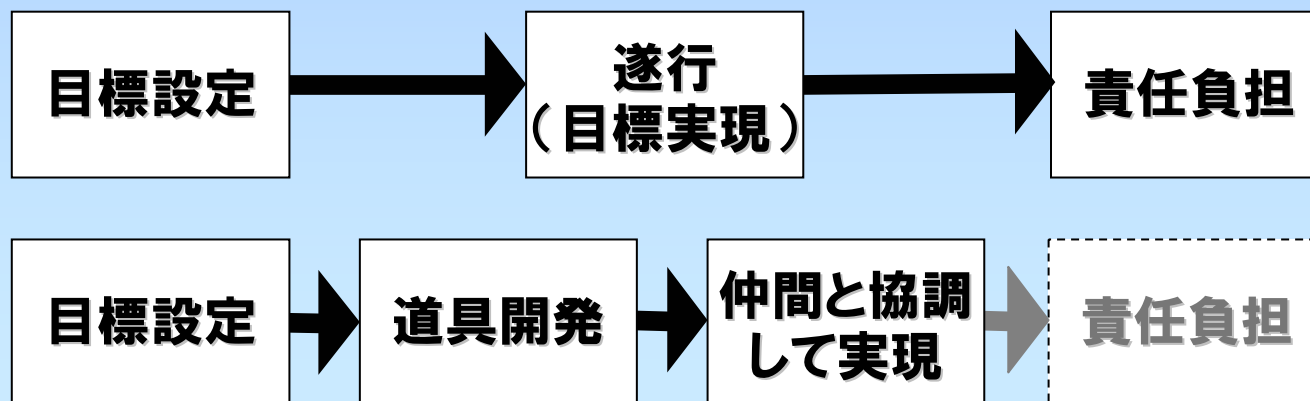 目標設定
遂行
（目標実現）
責任負担
目標設定
道具開発
仲間と協調
して実現
責任負担